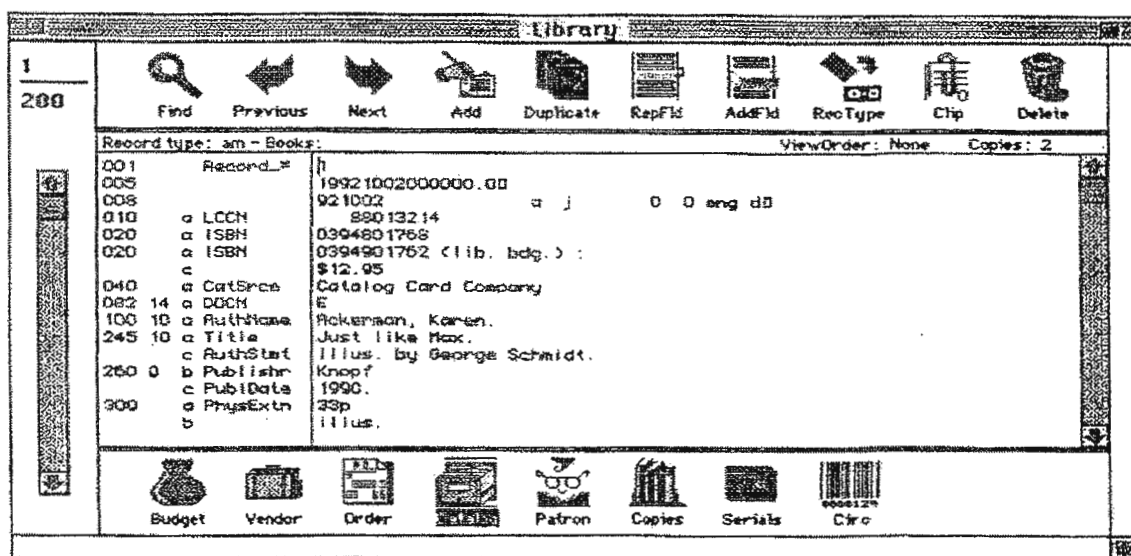 Library
1
200
Find Previous Next Add Duplicate RepFld AddFld RecType Clip Delete
Record type: am - Books: ViewOrder: None Copies: 2
001 Record_#
005 19921002000000.0
008 921002 a j 0 0 eng d
010 a LCCN 88013214
020 a ISBN 0394801768
020 a ISBN 0394901762 (lib. bdg.) :
c $12.95
040 a CatSrce Catalog Card Company
082 14 a DDCN E
100 10 a AuthName Ackerman, Karen.
245 10 a Title Just like Max.
c AuthStmt illus. by George Schmidt.
260 0 b Publishr Knopf
c PublDate 1990.
300 a PhysExtn 33p
b illus.
Budget Vendor Order Patron Copies Serials Circ